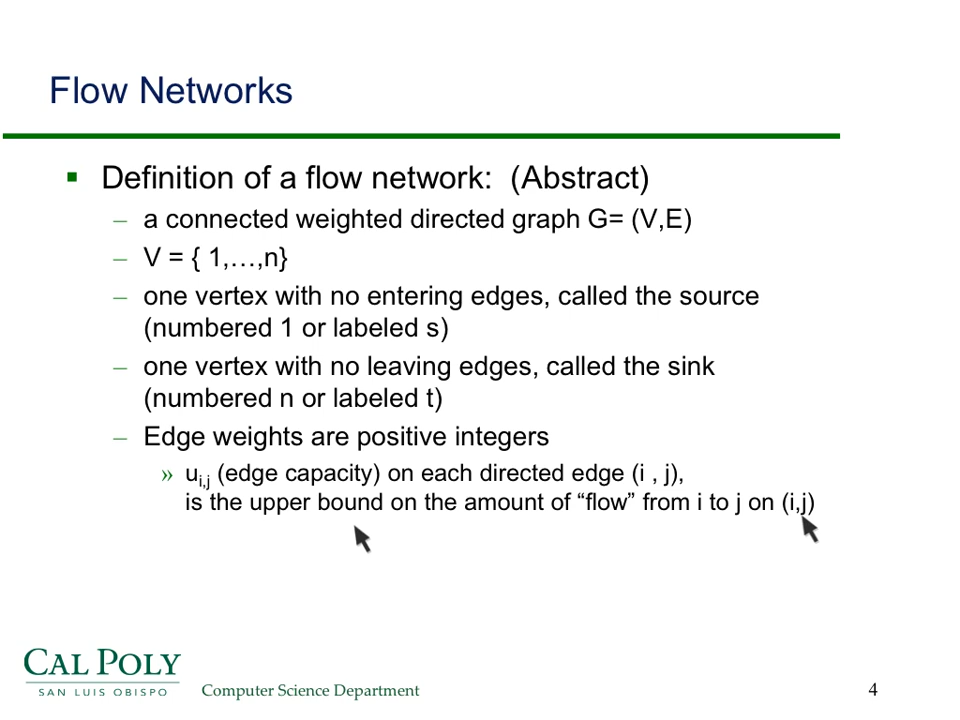 Flow Networks
▪ Definition of a flow network:  (Abstract)
– a connected weighted directed graph G= (V,E)
– V = { 1,…,n}
– one vertex with no entering edges, called the source
(numbered 1 or labeled s)
– one vertex with no leaving edges, called the sink
(numbered n or labeled t)
– Edge weights are positive integers
» u_{i,j} (edge capacity) on each directed edge (i , j),
is the upper bound on the amount of “flow” from i to j on (i,j)
CAL POLY
SAN LUIS OBISPO
Computer Science Department
4